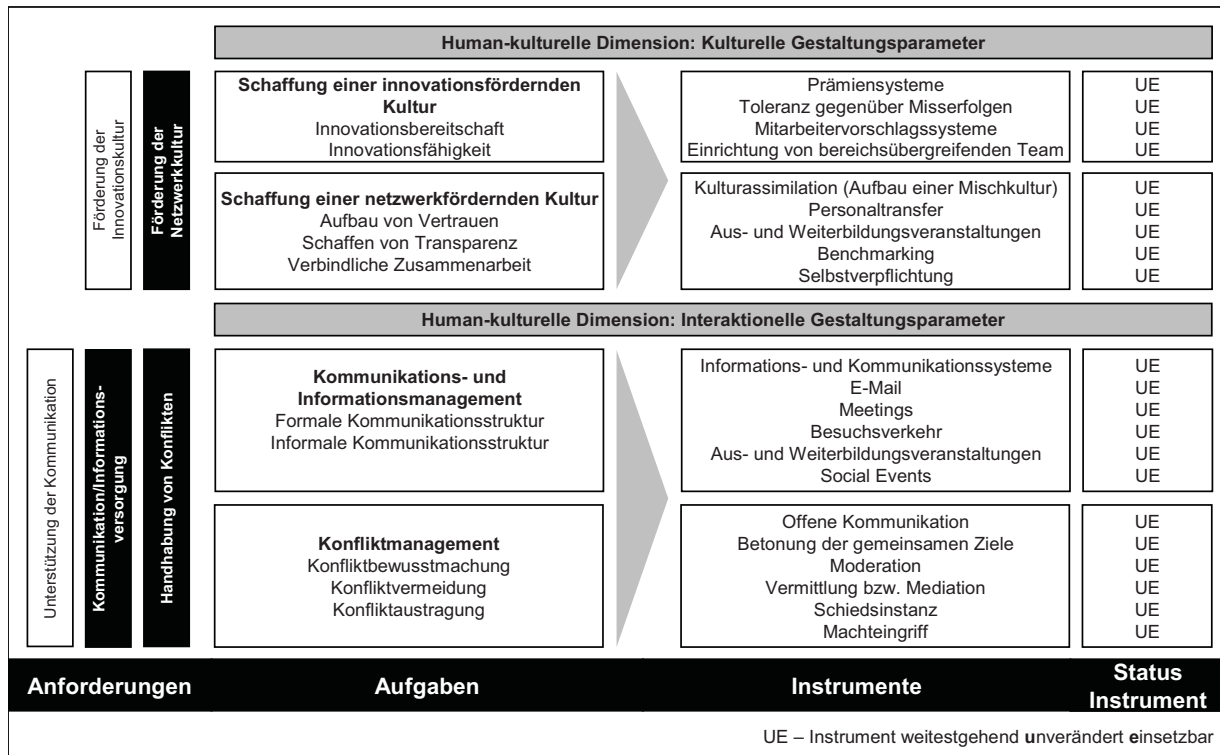 Human-kulturelle Dimension: Kulturelle Gestaltungsparameter
Förderung der
Innovationskultur
Förderung der
Netzwerkkultur
Schaffung einer innovationsfördernden
Kultur
Innovationsbereitschaft
Innovationsfähigkeit
Prämiensysteme
Toleranz gegenüber Misserfolgen
Mitarbeitervorschlagssysteme
Einrichtung von bereichsübergreifenden Team
UE
UE
UE
UE
Schaffung einer netzwerkfördernden Kultur
Aufbau von Vertrauen
Schaffen von Transparenz
Verbindliche Zusammenarbeit
Kulturassimilation (Aufbau einer Mischkultur)
Personaltransfer
Aus- und Weiterbildungsveranstaltungen
Benchmarking
Selbstverpflichtung
UE
UE
UE
UE
UE
Human-kulturelle Dimension: Interaktionelle Gestaltungsparameter
Unterstützung der Kommunikation
Kommunikation/Informations-
versorgung
Handhabung von Konflikten
Kommunikations- und
Informationsmanagement
Formale Kommunikationsstruktur
Informale Kommunikationsstruktur
Informations- und Kommunikationssysteme
E-Mail
Meetings
Besuchsverkehr
Aus- und Weiterbildungsveranstaltungen
Social Events
UE
UE
UE
UE
UE
UE
Konfliktmanagement
Konfliktbewusstmachung
Konfliktvermeidung
Konfliktaustragung
Offene Kommunikation
Betonung der gemeinsamen Ziele
Moderation
Vermittlung bzw. Mediation
Schiedsinstanz
Machteingriff
UE
UE
UE
UE
UE
UE
Anforderungen
Aufgaben
Instrumente
Status
Instrument
UE – Instrument weitestgehend unverändert einsetzbar